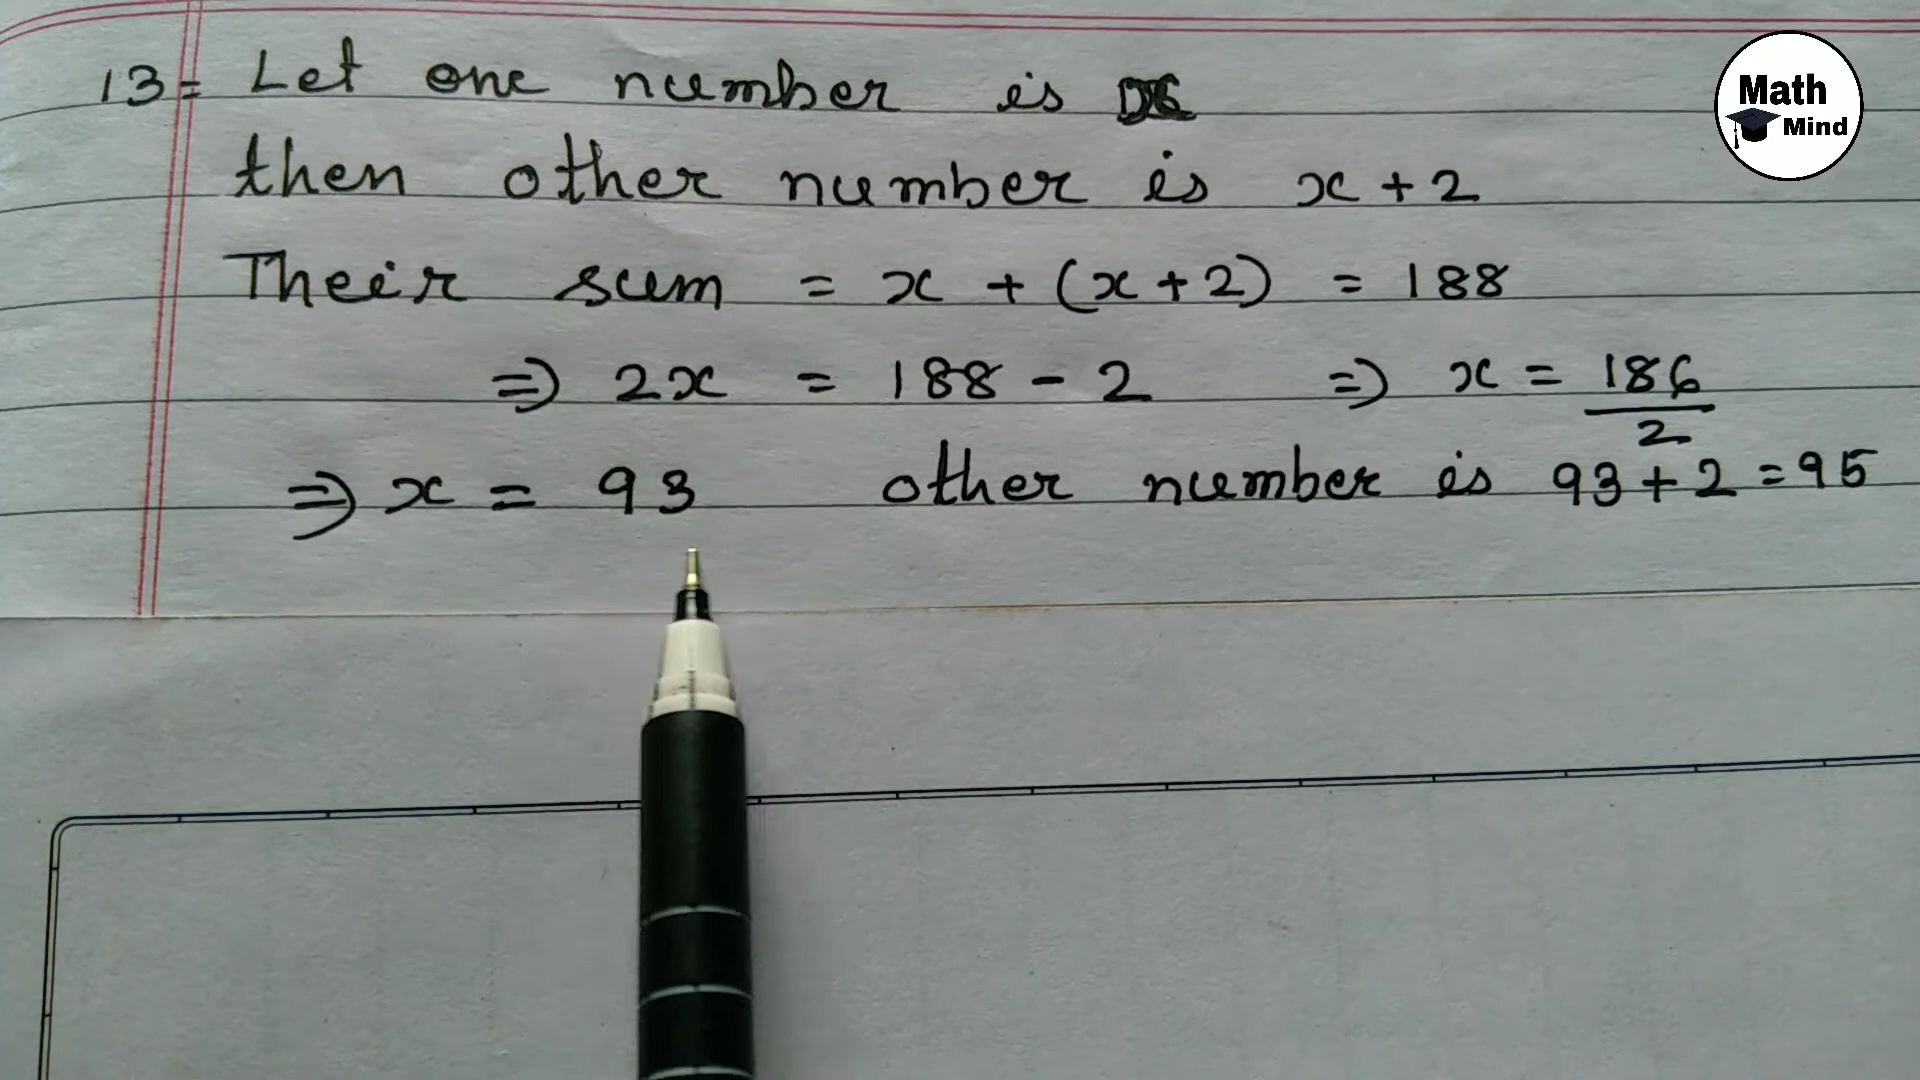 13= Let one number is x
then other number is x + 2
Their sum = x + (x + 2) = 188
⇒ 2x = 188 - 2 ⇒ x = 186/2
⇒ x = 93 other number is 93 + 2 = 95
Math
Mind